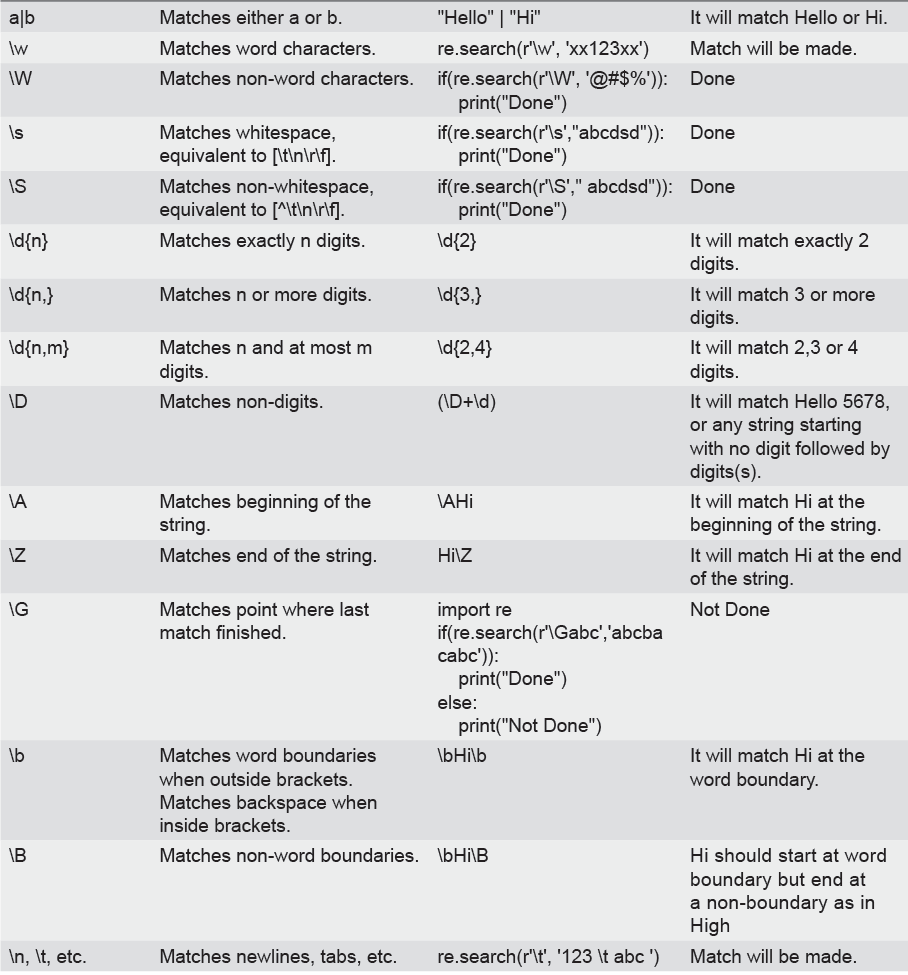 a|b Matches either a or b. "Hello" | "Hi" It will match Hello or Hi.
\w Matches word characters. re.search(r'\w', 'xx123xx') Match will be made.
\W Matches non-word characters. if(re.search(r'\W', '@#$%')): Done
print("Done")
\s Matches whitespace, if(re.search(r'\s',"abcdsd")): Done
equivalent to [\t\n\r\f]. print("Done")
\S Matches non-whitespace, if(re.search(r'\S'," abcdsd")): Done
equivalent to [^\t\n\r\f]. print("Done")
\d{n} Matches exactly n digits. \d{2} It will match exactly 2
digits.
\d{n,} Matches n or more digits. \d{3,} It will match 3 or more
digits.
\d{n,m} Matches n and at most m \d{2,4} It will match 2,3 or 4
digits. digits.
\D Matches non-digits. (\D+\d) It will match Hello 5678,
or any string starting
with no digit followed by
digits(s).
\A Matches beginning of the \AHi It will match Hi at the
string. beginning of the string.
\Z Matches end of the string. Hi\Z It will match Hi at the end
of the string.
\G Matches point where last import re Not Done
match finished. if(re.search(r'\Gabc','abcba
cabc')):
print("Done")
else:
print("Not Done")
\b Matches word boundaries \bHi\b It will match Hi at the
when outside brackets. word boundary.
Matches backspace when
inside brackets.
\B Matches non-word boundaries. \bHi\B Hi should start at word
boundary but end at
a non-boundary as in
High
\n, \t, etc. Matches newlines, tabs, etc. re.search(r'\t', '123 \t abc ') Match will be made.